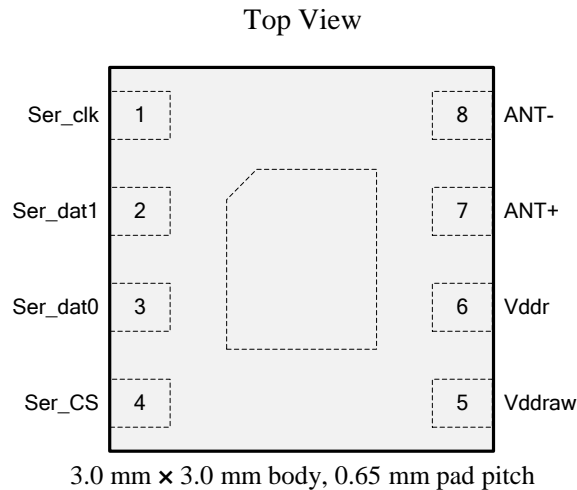 Top View
Ser_clk 1 8 ANT-
Ser_dat1 2 7 ANT+
Ser_dat0 3 6 Vddr
Ser_CS 4 5 Vddraw
3.0 mm × 3.0 mm body, 0.65 mm pad pitch